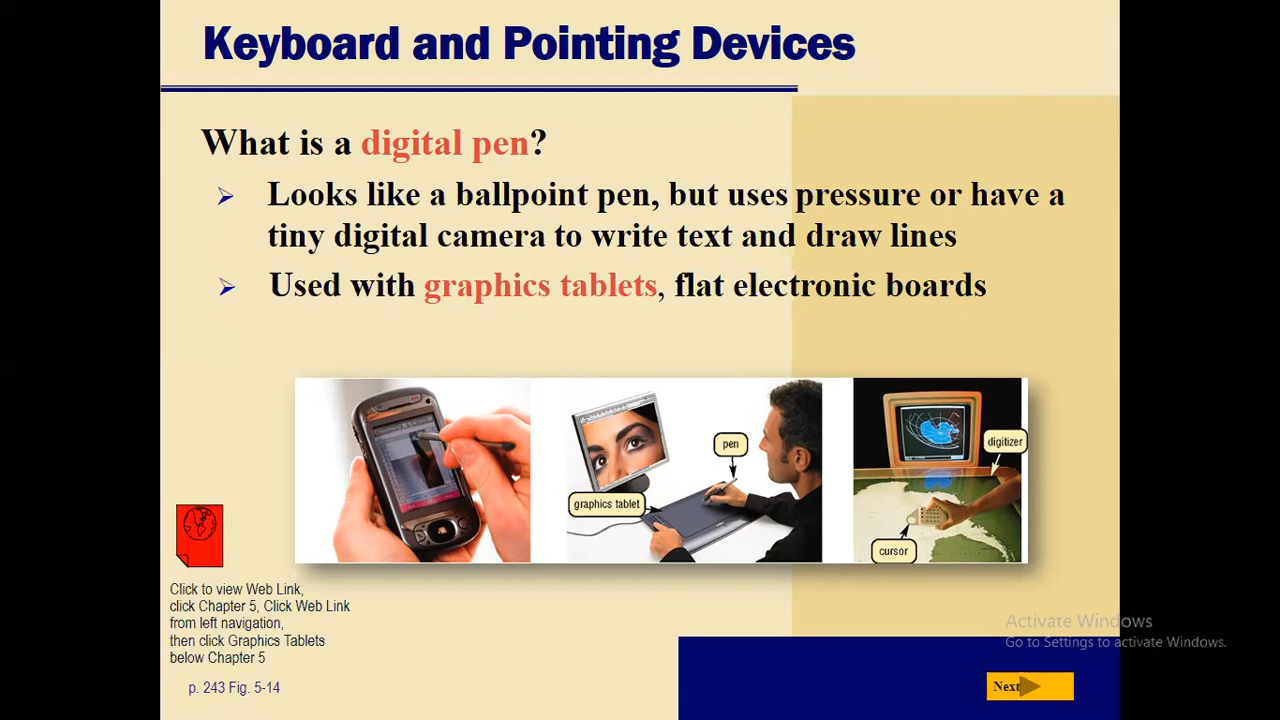 Keyboard and Pointing Devices
What is a digital pen?
Looks like a ballpoint pen, but uses pressure or have a
tiny digital camera to write text and draw lines
Used with graphics tablets, flat electronic boards
pen
graphics tablet
digitizer
cursor
Click to view Web Link,
click Chapter 5, Click Web Link
from left navigation,
then click Graphics Tablets
below Chapter 5
p. 243 Fig. 5-14
Activate Windows
Go to Settings to activate Windows.
Next